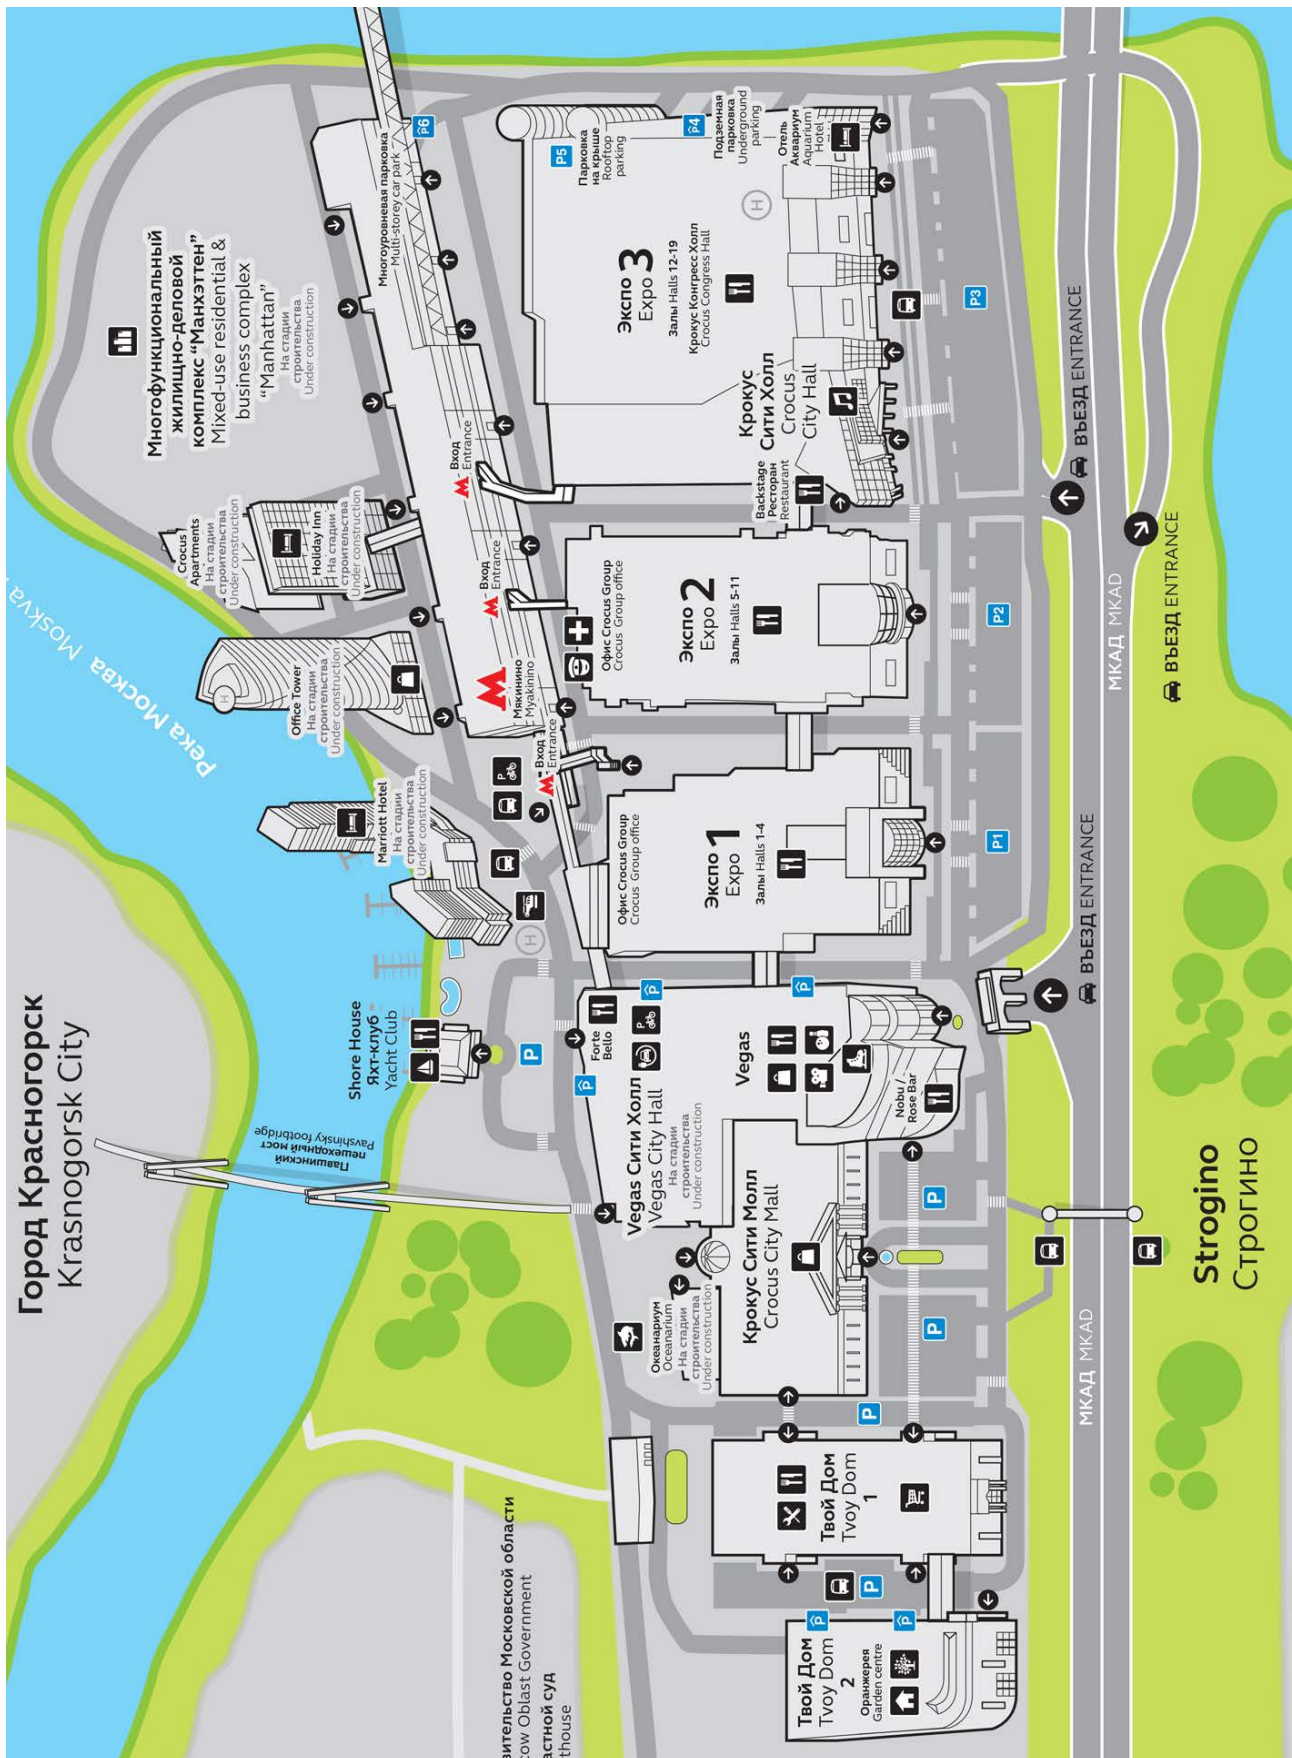 Город Красногорск
Krasnogorsk City
Река Москва Moskva
Павшинский
пешеходный мост
Pavshinsky footbridge
Shore House
Яхт-клуб
Yacht Club
Marriott Hotel
На стадии
строительства
Under construction
Office Tower
На стадии
строительства
Under construction
Crocus
Apartments
На стадии
строительства
Under construction
Holiday Inn
На стадии
строительства
Under construction
Многофункциональный
жилищно-деловой
комплекс “Манхэттен”
Mixed-use residential &
business complex
“Manhattan”
На стадии
строительства
Under construction
Многоуровневая парковка
Multi-storey car park
P6
Вход
Entrance
Вход
Entrance
Вход
Entrance
Мякинино
Myakinino
P
H
H
P
P5
Парковка
на крыше
Rooftop
parking
P4
Подземная
парковка
Underground
parking
Отель
Аквариум
Aquarium
Hotel
H
Экспо 3
Expo
Залы Halls 12-19
Крокус Конгресс Холл
Crocus Congress Hall
Крокус
Сити Холл
Crocus
City Hall
Backstage
Ресторан
Restaurant
Офис Crocus Group
Crocus Group office
Экспо 2
Expo
Залы Halls 5-11
Офис Crocus Group
Crocus Group office
Экспо 1
Expo
Залы Halls 1-4
P
P
P
P
Forte
Bello
Vegas Сити Холл
Vegas City Hall
На стадии
строительства
Under construction
Vegas
Nobu /
Rose Bar
Океанариум
Oceanarium
На стадии
строительства
Under construction
Крокус Сити Молл
Crocus City Mall
P
P
P
Твой Дом
Tvoy Dom
1
P
P
P
Твой Дом
Tvoy Dom
2
Оранжерея
Garden centre
вительство Московской области
cow Oblast Government
астной суд
thouse
P1
P2
P3
ВЪЕЗД ENTRANCE
ВЪЕЗД ENTRANCE
ВЪЕЗД ENTRANCE
МКАД MKAD
МКАД MKAD
Strogino
Строгино